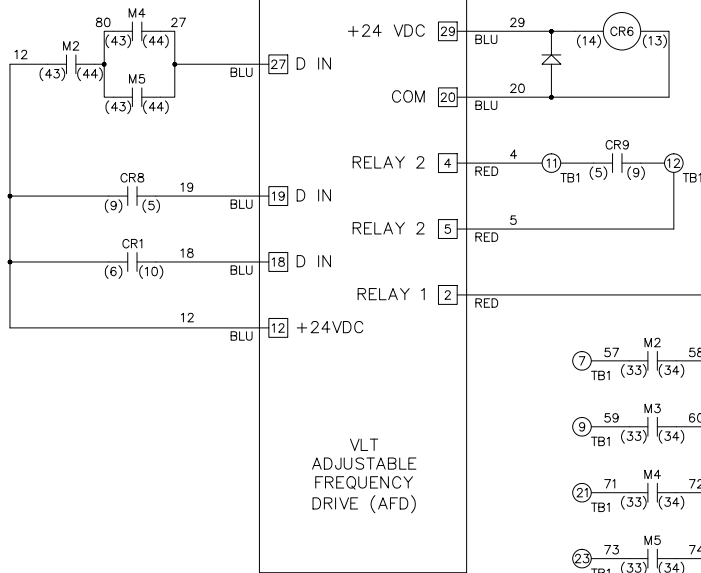 80 M4 27
(43) (44)
12 M2
(43) (44)
M5
(43) (44)
BLU 27 D IN
+24 VDC 29 29
BLU
CR6
(14) (13)
COM 20 20
BLU
RELAY 2 4 4
RED
11
TB1
CR9
(5) (9)
12
TB1
CR8
(9) (5)
19
BLU 19 D IN
RELAY 2 5 5
RED
CR1
(6) (10)
18
BLU 18 D IN
RELAY 1 2
RED
12
BLU 12 +24VDC
VLT
ADJUSTABLE
FREQUENCY
DRIVE (AFD)
7 57 M2 58
TB1 (33) (34)
9 59 M3 60
TB1 (33) (34)
21 71 M4 72
TB1 (33) (34)
23 73 M5 74
TB1 (33) (34)